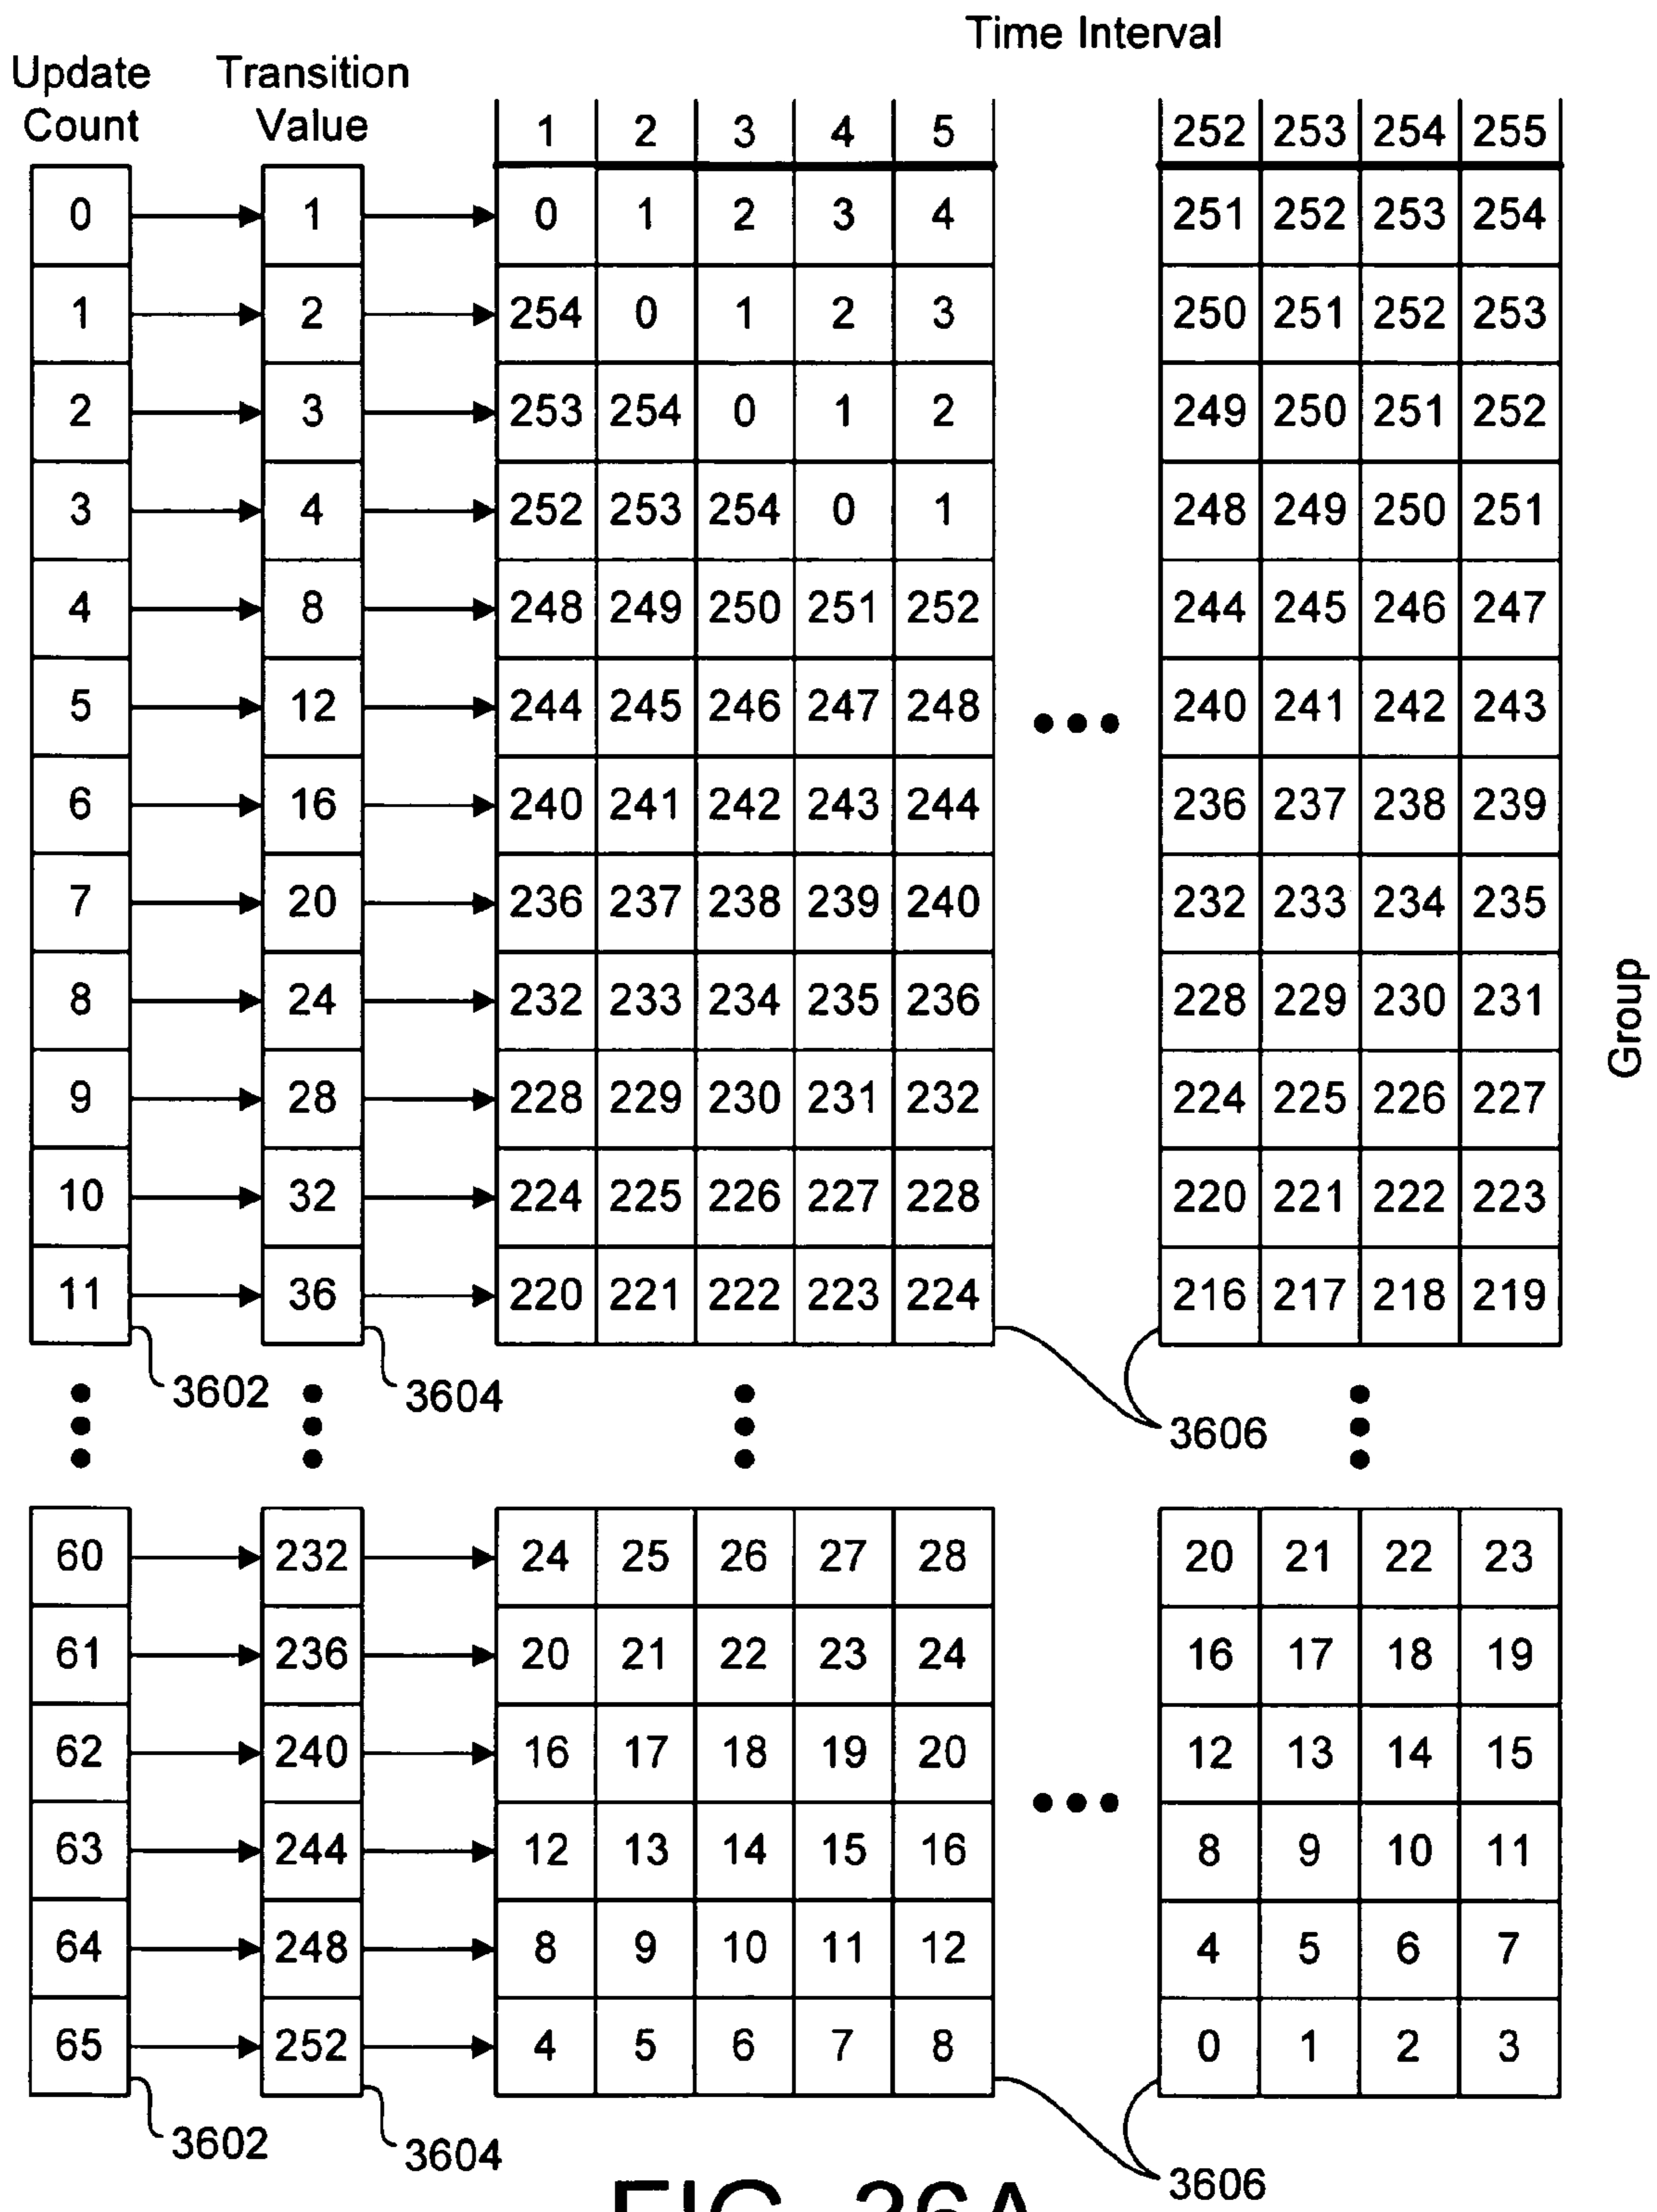 Time Interval
Update Transition
Count Value
1 2 3 4 5 252 253 254 255
0 1 0 1 2 3 4 251 252 253 254
1 2 254 0 1 2 3 250 251 252 253
2 3 253 254 0 1 2 249 250 251 252
3 4 252 253 254 0 1 248 249 250 251
4 8 248 249 250 251 252 244 245 246 247
5 12 244 245 246 247 248 240 241 242 243
6 16 240 241 242 243 244 236 237 238 239
7 20 236 237 238 239 240 232 233 234 235
8 24 232 233 234 235 236 228 229 230 231
Group
9 28 228 229 230 231 232 224 225 226 227
10 32 224 225 226 227 228 220 221 222 223
11 36 220 221 222 223 224 216 217 218 219
3602 3604 3606
60 232 24 25 26 27 28 20 21 22 23
61 236 20 21 22 23 24 16 17 18 19
62 240 16 17 18 19 20 12 13 14 15
63 244 12 13 14 15 16 8 9 10 11
64 248 8 9 10 11 12 4 5 6 7
65 252 4 5 6 7 8 0 1 2 3
3602 3604 3606
FIG. 36A